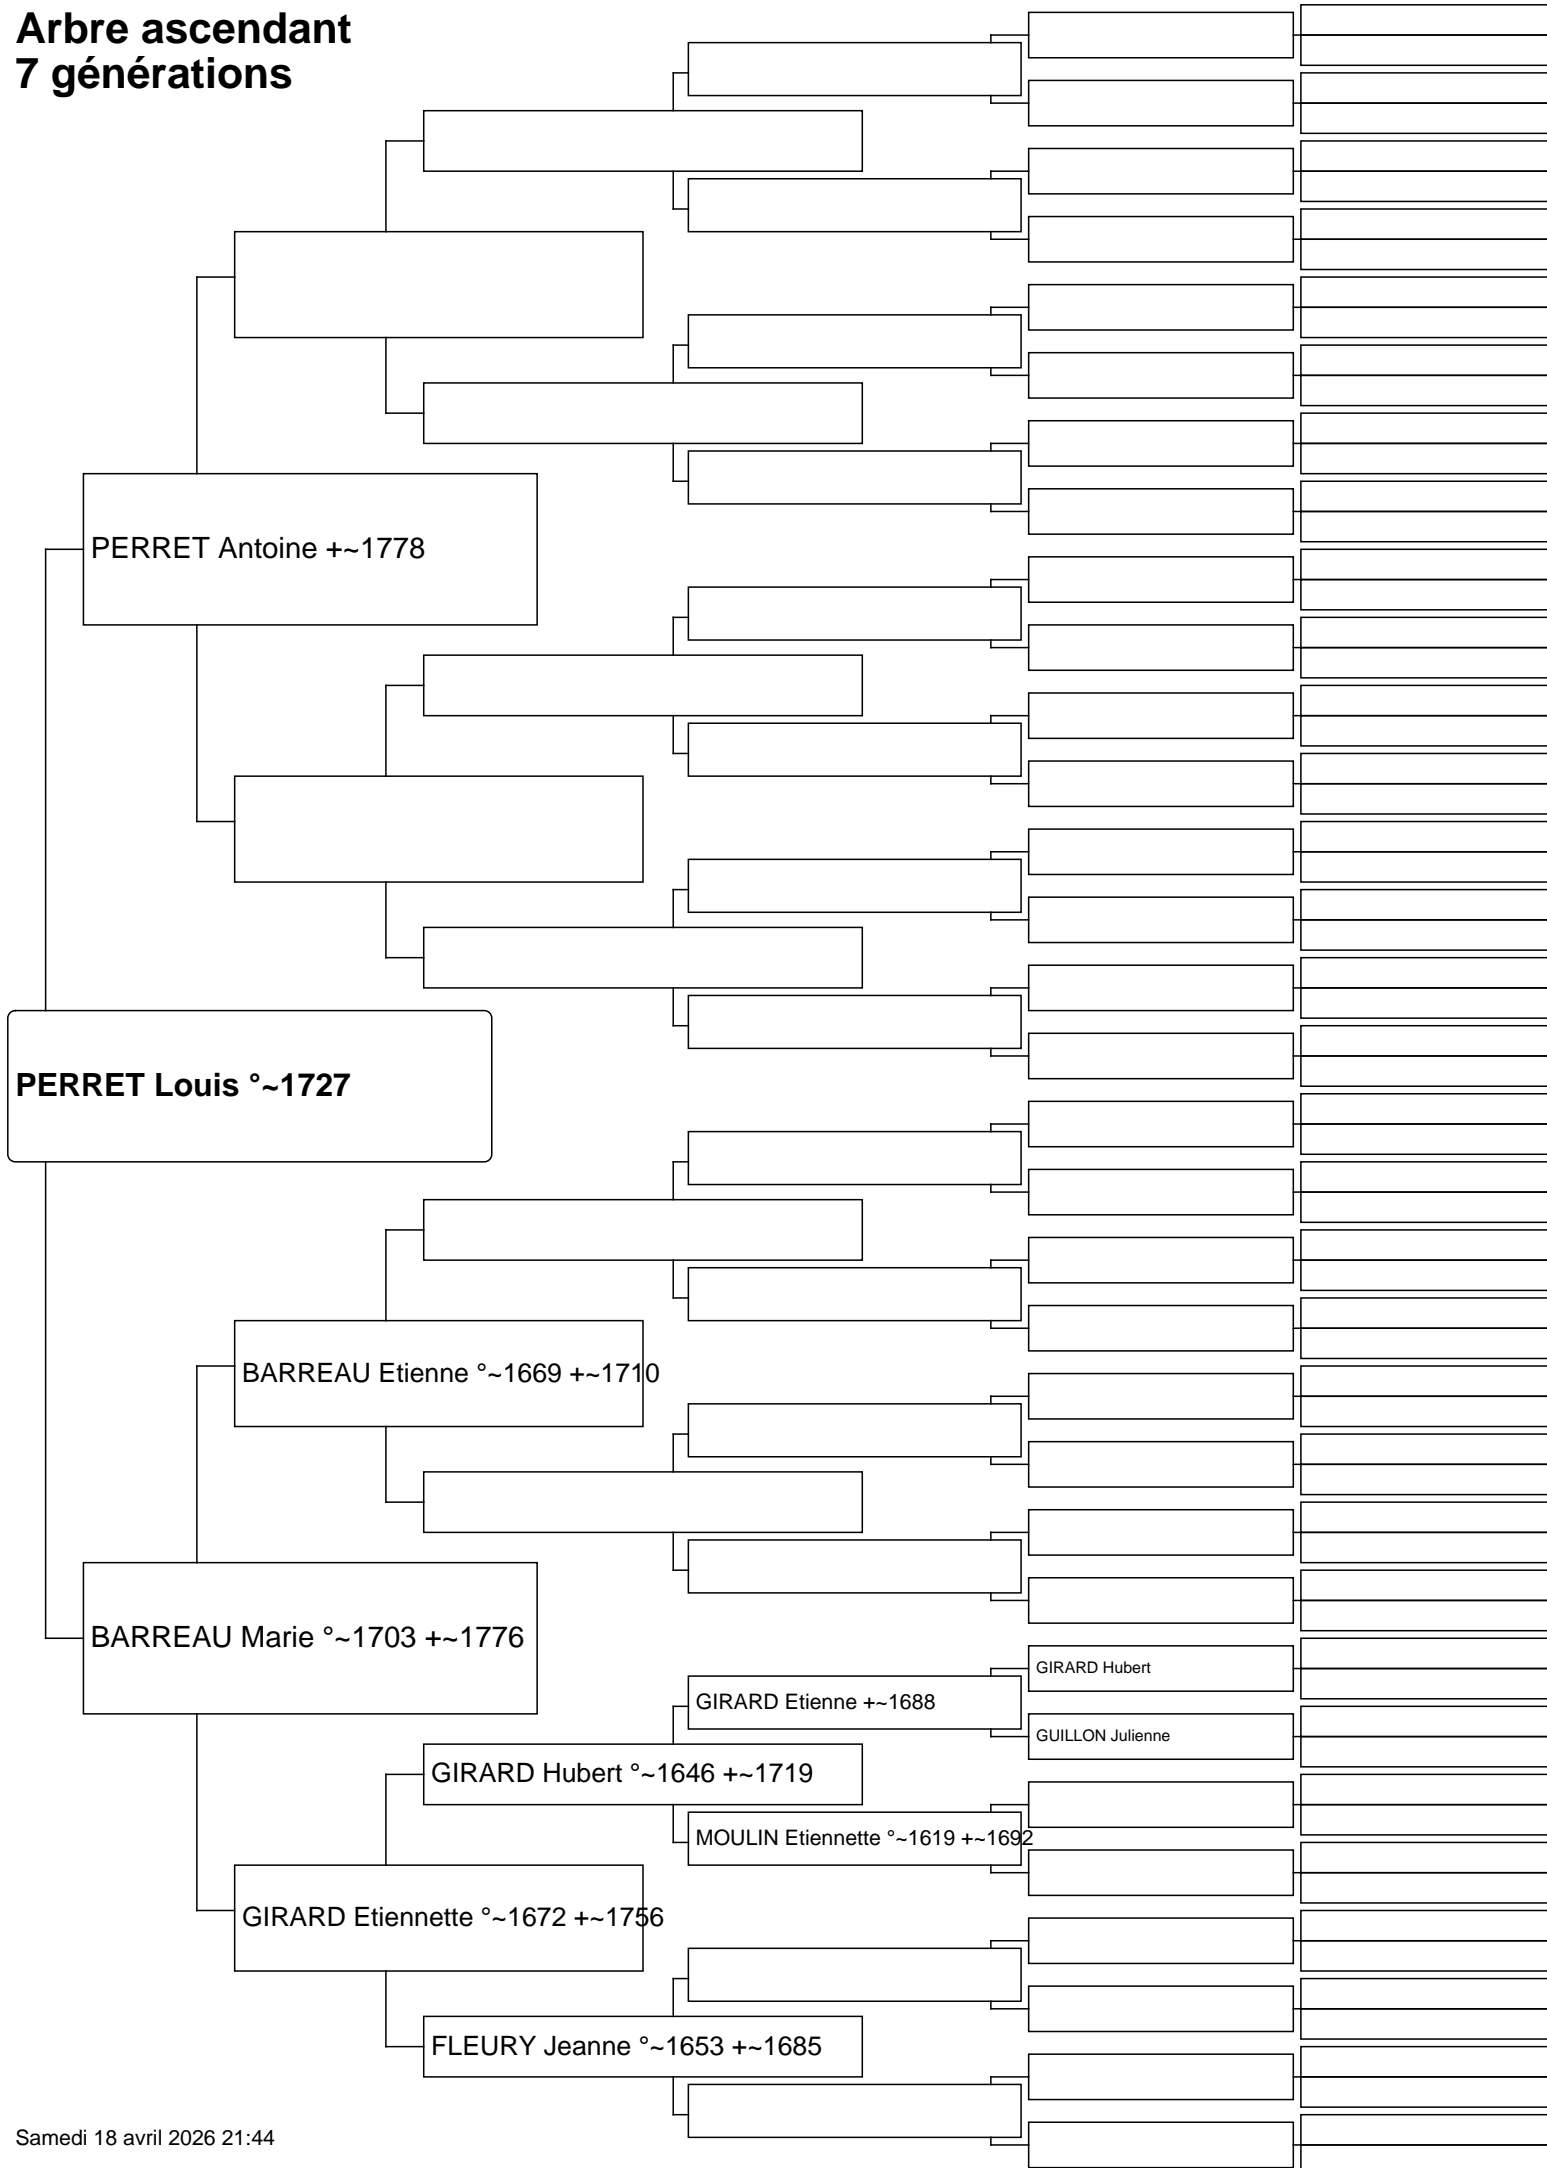 Arbre ascendant
7 générations
PERRET Antoine +~1778
PERRET Louis °~1727
BARREAU Etienne °~1669 +~1710
BARREAU Marie °~1703 +~1776
GIRARD Hubert
GIRARD Etienne +~1688
GUILLON Julienne
GIRARD Hubert °~1646 +~1719
MOULIN Etiennette °~1619 +~1692
GIRARD Etiennette °~1672 +~1756
FLEURY Jeanne °~1653 +~1685
Samedi 18 avril 2026 21:44